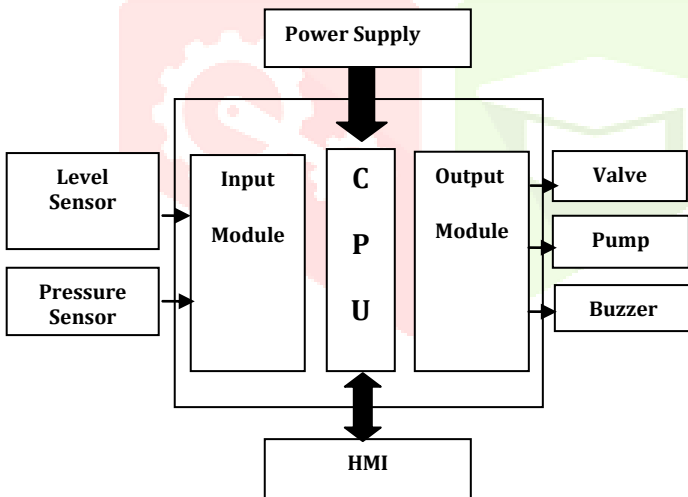 Power Supply
Level
Sensor
Pressure
Sensor
Input
Module
C
P
U
Output
Module
Valve
Pump
Buzzer
HMI